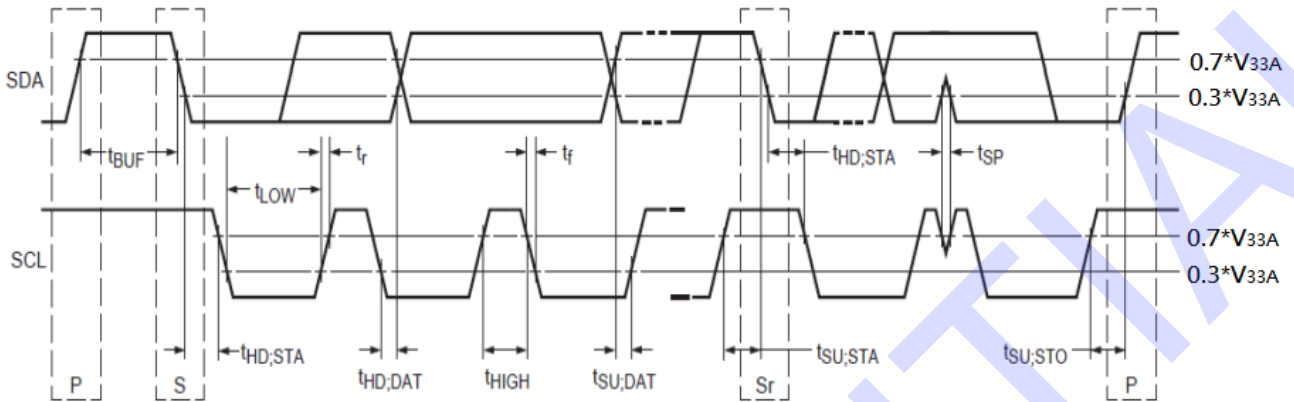 SDA
0.7*V33A
0.3*V33A
tBUF
tr
tf
tHD;STA
tSP
tLOW
SCL
0.7*V33A
0.3*V33A
tHD;STA
tHD;DAT
tHIGH
tSU;DAT
tSU;STA
tSU;STO
P
S
Sr
P